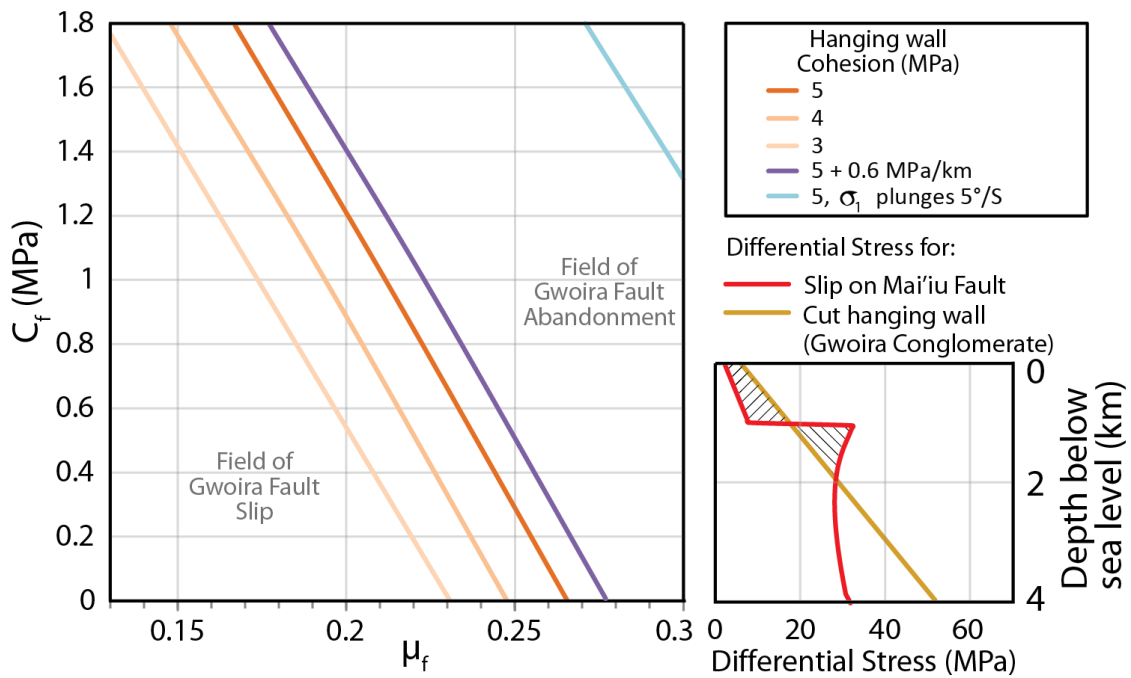 1.8
1.6
1.4
1.2
1
0.8
0.6
0.4
0.2
0
C_f (MPa)
0.15
0.2
0.25
0.3
μ_f
Field of
Gwoira Fault
Slip
Field of
Gwoira Fault
Abandonment
Hanging wall
Cohesion (MPa)
5
4
3
5 + 0.6 MPa/km
5, σ₁ plunges 5°/S
Differential Stress for:
Slip on Mai'iu Fault
Cut hanging wall
(Gwoira Conglomerate)
0
2
4
Depth below
sea level (km)
0
20
40
60
Differential Stress (MPa)